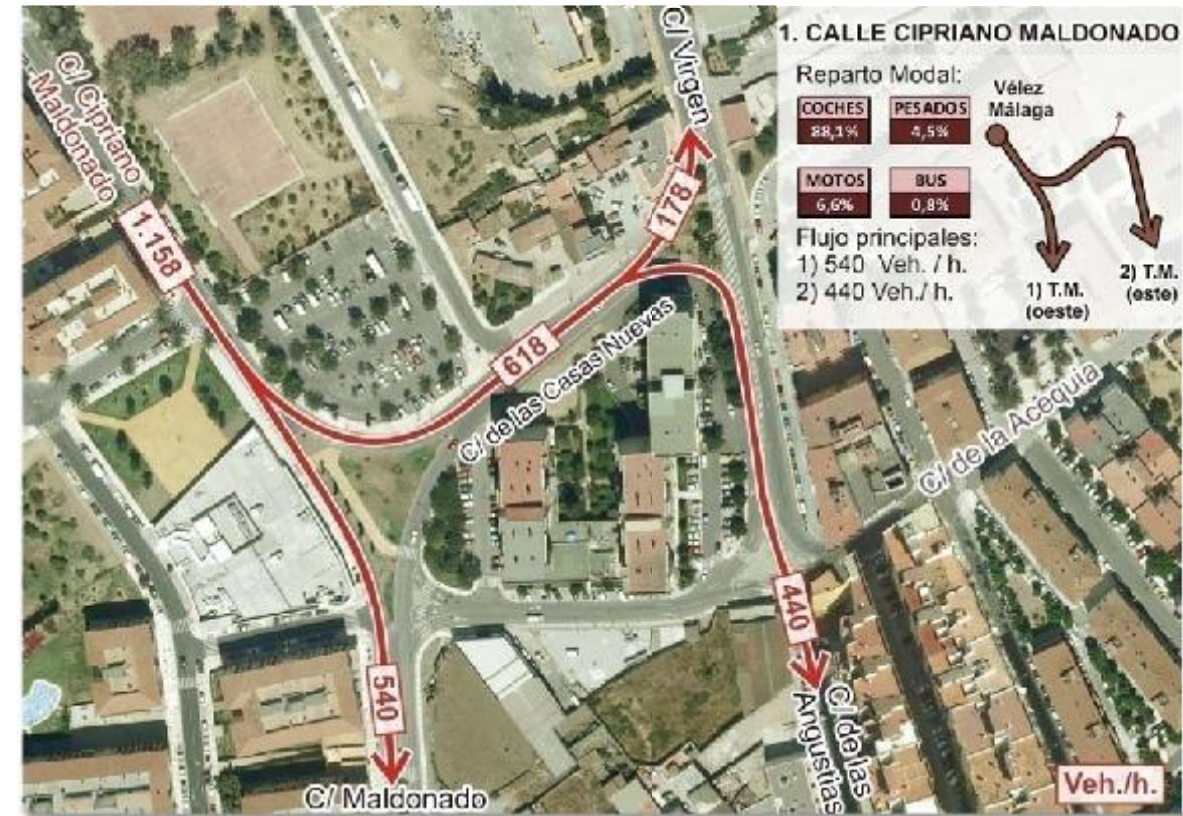 1. CALLE CIPRIANO MALDONADO
Reparto Modal:
COCHES
88,1%
PESADOS
4,5%
MOTOS
6,6%
BUS
0,8%
Flujo principales:
1) 540 Veh. / h.
2) 440 Veh./ h.
Vélez
Málaga
1) T.M.
(oeste)
2) T.M.
(este)
C/ Cipriano
Maldonado
1.158
C/ Virgen
178
618
C/ de las Casas Nuevas
C/ de la Acequia
440
540
C/ Maldonado
C/ de las
Angustias
Veh./h.